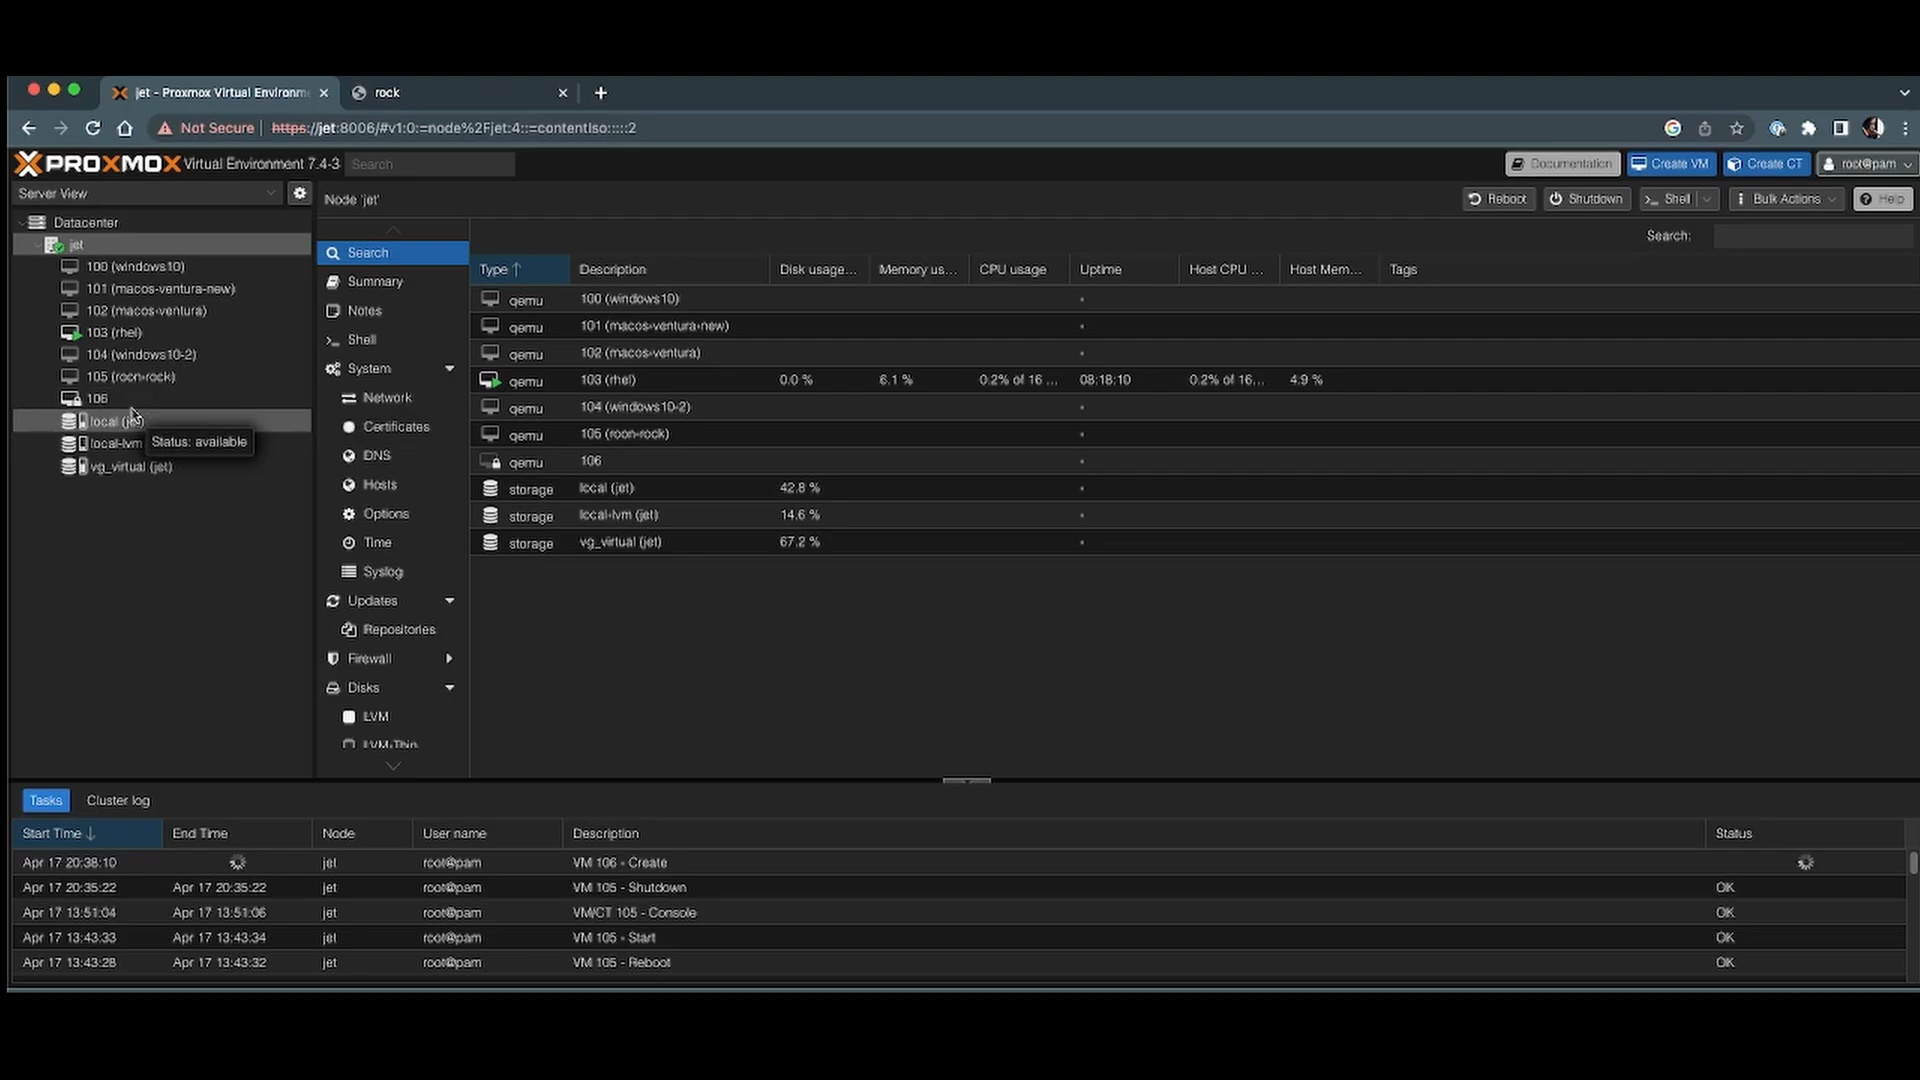 jet - Proxmox Virtual Environm
rock
Not Secure
https://jet:8006/#v1:0:=node%2Fjet:4::=contentIso:::::2
PROXMOX Virtual Environment 7.4-3
Search
Documentation
Create VM
Create CT
root@pam
Server View
Node 'jet'
Reboot
Shutdown
Shell
Bulk Actions
Help
Datacenter
jet
100 (windows10)
101 (macos-ventura-new)
102 (macos-ventura)
103 (rhel)
104 (windows10-2)
105 (roon-rock)
106
local (jet)
local-lvm
Status: available
vg_virtual (jet)
Search
Summary
Notes
Shell
System
Network
Certificates
DNS
Hosts
Options
Time
Syslog
Updates
Repositories
Firewall
Disks
LVM
LVM-Thin
Search:
Type Description Disk usage... Memory us... CPU usage Uptime Host CPU ... Host Mem... Tags
qemu 100 (windows10) -
qemu 101 (macos-ventura-new) -
qemu 102 (macos-ventura) -
qemu 103 (rhel) 0.0 % 6.1 % 0.2% of 16 ... 08:18:10 0.2% of 16... 4.9 %
qemu 104 (windows10-2) -
qemu 105 (roon-rock) -
qemu 106 -
storage local (jet) 42.8 % -
storage local-lvm (jet) 14.6 % -
storage vg_virtual (jet) 67.2 % -
Tasks
Cluster log
Start Time End Time Node User name Description Status
Apr 17 20:38:10 jet root@pam VM 106 - Create
Apr 17 20:35:22 Apr 17 20:35:22 jet root@pam VM 105 - Shutdown OK
Apr 17 13:51:04 Apr 17 13:51:06 jet root@pam VM/CT 105 - Console OK
Apr 17 13:43:33 Apr 17 13:43:34 jet root@pam VM 105 - Start OK
Apr 17 13:43:28 Apr 17 13:43:32 jet root@pam VM 105 - Reboot OK